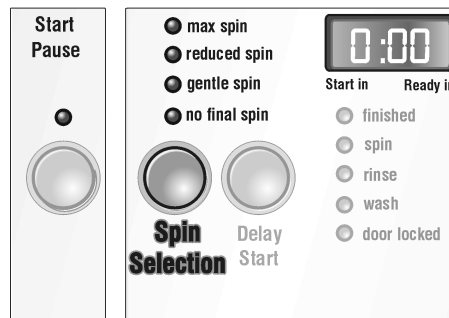 Start
Pause
max spin
reduced spin
gentle spin
no final spin
0:00
Start in
Ready in
finished
spin
rinse
wash
door locked
Spin
Selection
Delay
Start